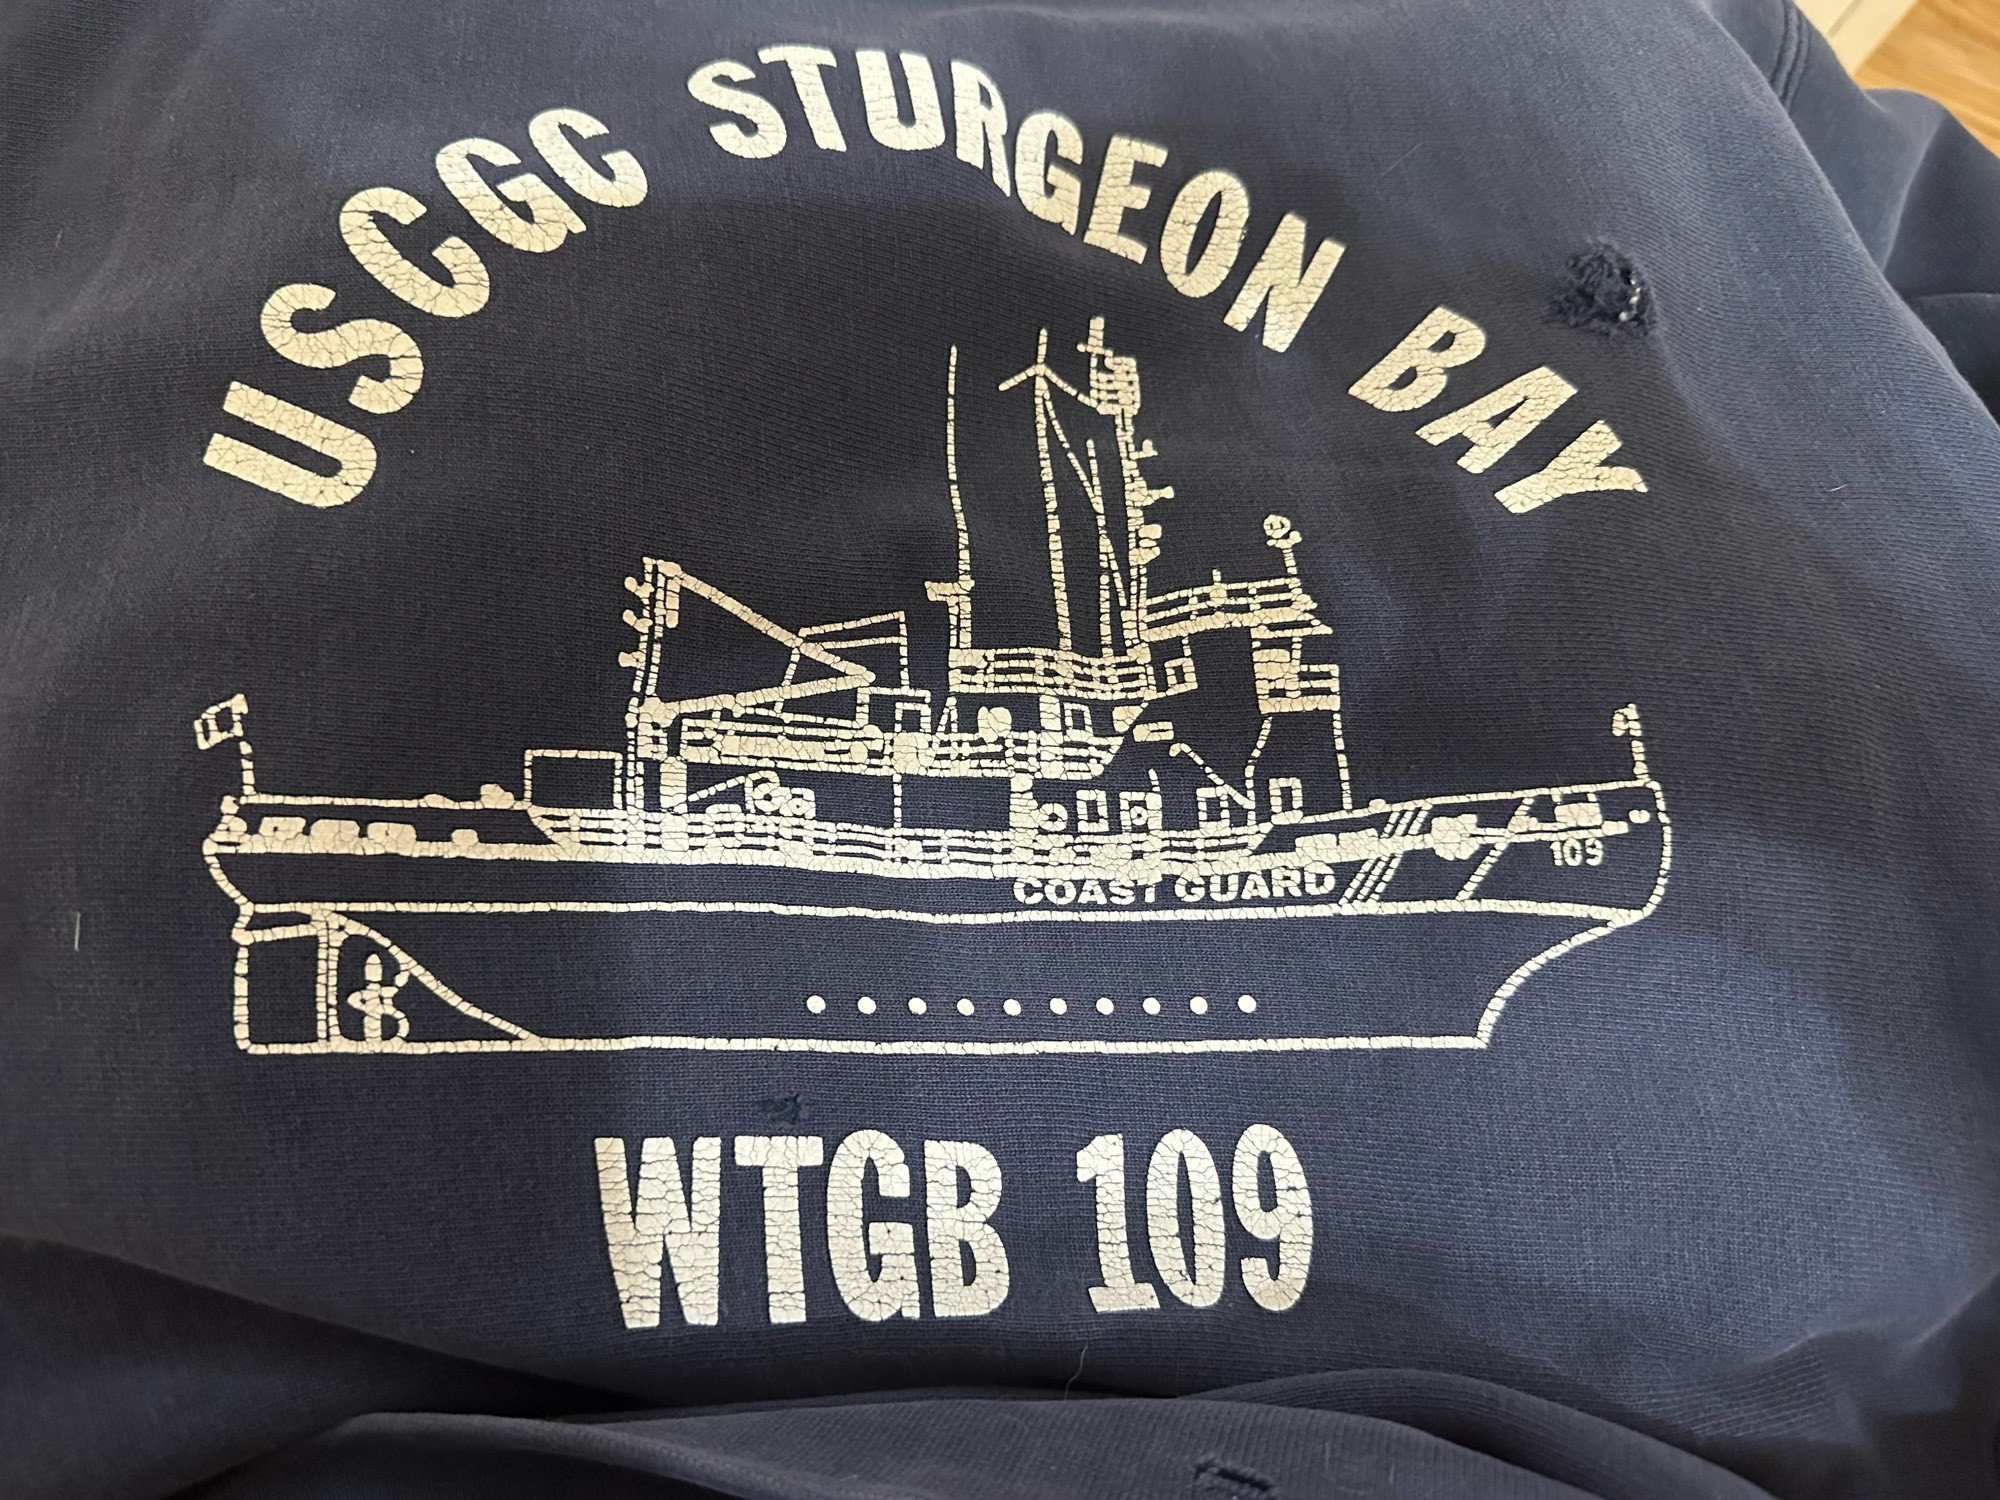 USCGC STURGEON BAY
109
COAST GUARD
WTGB 109